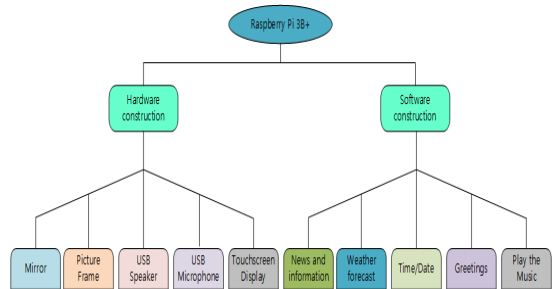 Raspberry Pi 3B+
Hardware
construction
Software
construction
Mirror
Picture
Frame
USB
Speaker
USB
Microphone
Touchscreen
Display
News and
information
Weather
forecast
Time/Date
Greetings
Play the
Music